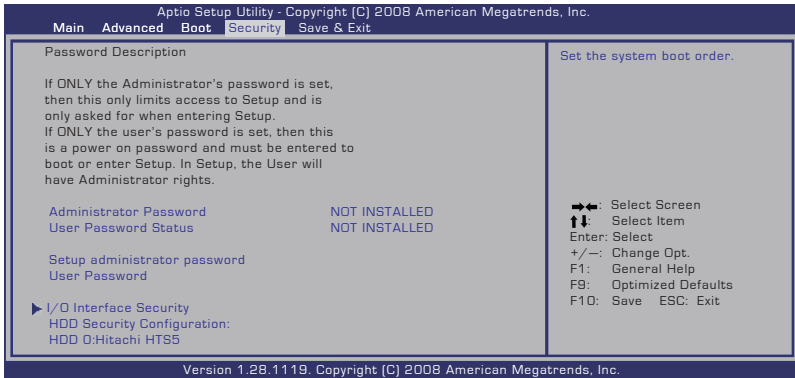 Aptio Setup Utility - Copyright (C) 2008 American Megatrends, Inc.
Main Advanced Boot Security Save & Exit
Password Description
If ONLY the Administrator's password is set,
then this only limits access to Setup and is
only asked for when entering Setup.
If ONLY the user's password is set, then this
is a power on password and must be entered to
boot or enter Setup. In Setup, the User will
have Administrator rights.
Administrator Password NOT INSTALLED
User Password Status NOT INSTALLED
Setup administrator password
User Password
I/O Interface Security
HDD Security Configuration:
HDD 0:Hitachi HTS5
Set the system boot order.
→←: Select Screen
↑↓: Select Item
Enter: Select
+/—: Change Opt.
F1: General Help
F9: Optimized Defaults
F10: Save ESC: Exit
Version 1.28.1119. Copyright (C) 2008 American Megatrends, Inc.